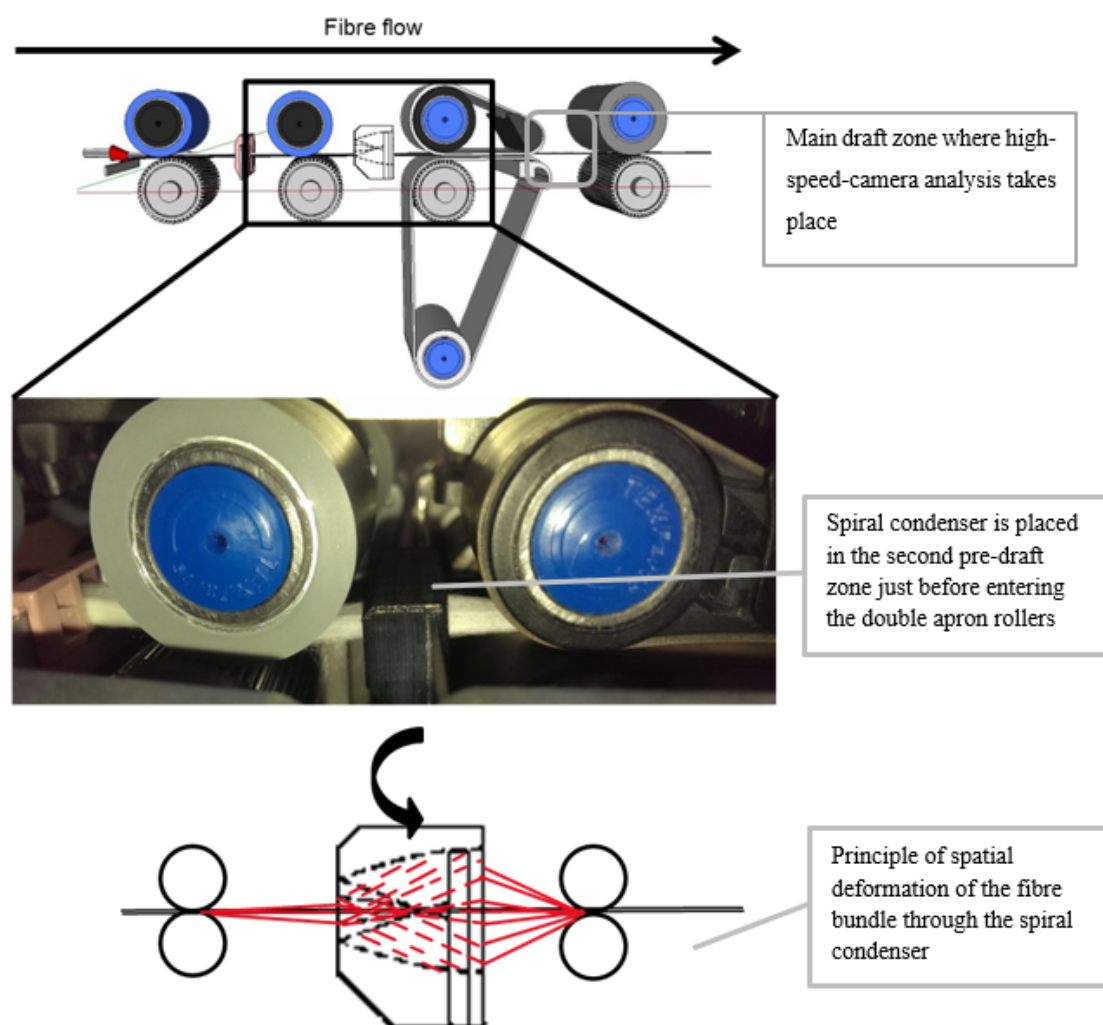 Fibre flow
Main draft zone where high-
speed-camera analysis takes
place
Spiral condenser is placed
in the second pre-draft
zone just before entering
the double apron rollers
Principle of spatial
deformation of the fibre
bundle through the spiral
condenser